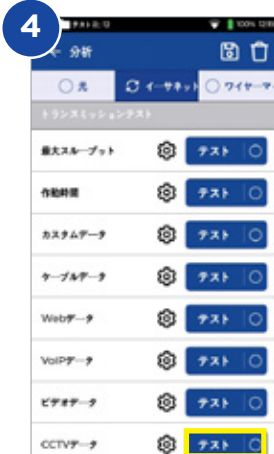 4
100%
分析
光
イーサネット
ワイヤーマ
トランスミッションテスト
最大スループット
テスト
作動時間
テスト
カスタムデータ
テスト
ケーブルデータ
テスト
Webデータ
テスト
VoIPデータ
テスト
ビデオデータ
テスト
CCTVデータ
テスト